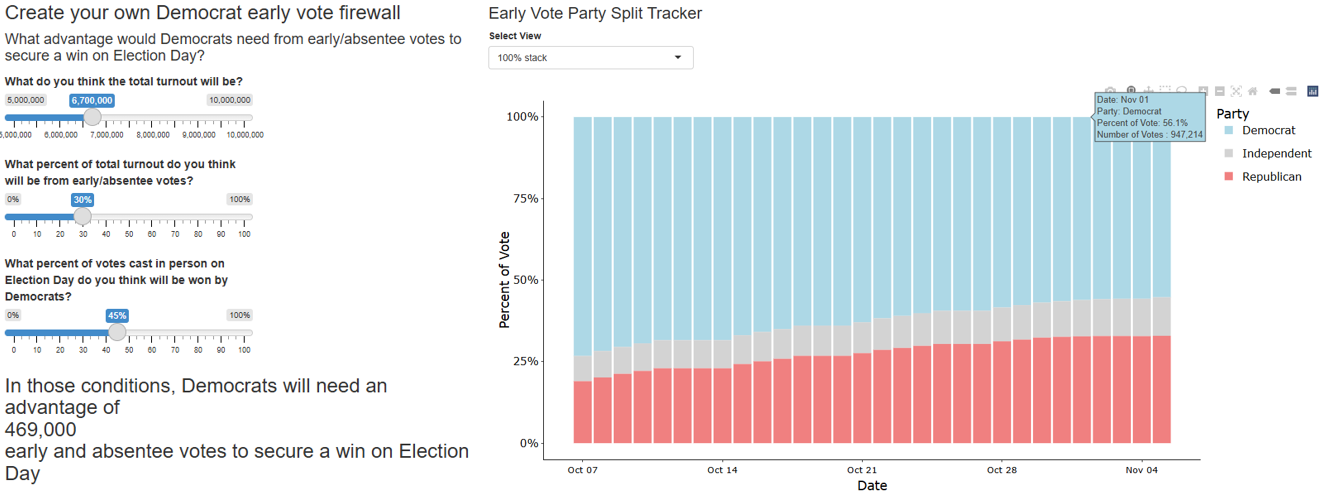 Create your own Democrat early vote firewall
What advantage would Democrats need from early/absentee votes to
secure a win on Election Day?
What do you think the total turnout will be?
5,000,000 6,700,000 10,000,000
6,000,000 7,000,000 8,000,000 9,000,000 10,000,000
What percent of total turnout do you think
will be from early/absentee votes?
0% 30% 100%
0 10 20 30 40 50 60 70 80 90 100
What percent of votes cast in person on
Election Day do you think will be won by
Democrats?
0% 45% 100%
0 10 20 30 40 50 60 70 80 90 100
In those conditions, Democrats will need an
advantage of
469,000
early and absentee votes to secure a win on Election
Day
Early Vote Party Split Tracker
Select View
100% stack
Date: Nov 01
Party: Democrat
Percent of Vote: 56.1%
Number of Votes : 947,214
Party
Democrat
Independent
Republican
100%
75%
50%
25%
0%
Percent of Vote
Oct 07 Oct 14 Oct 21 Oct 28 Nov 04
Date